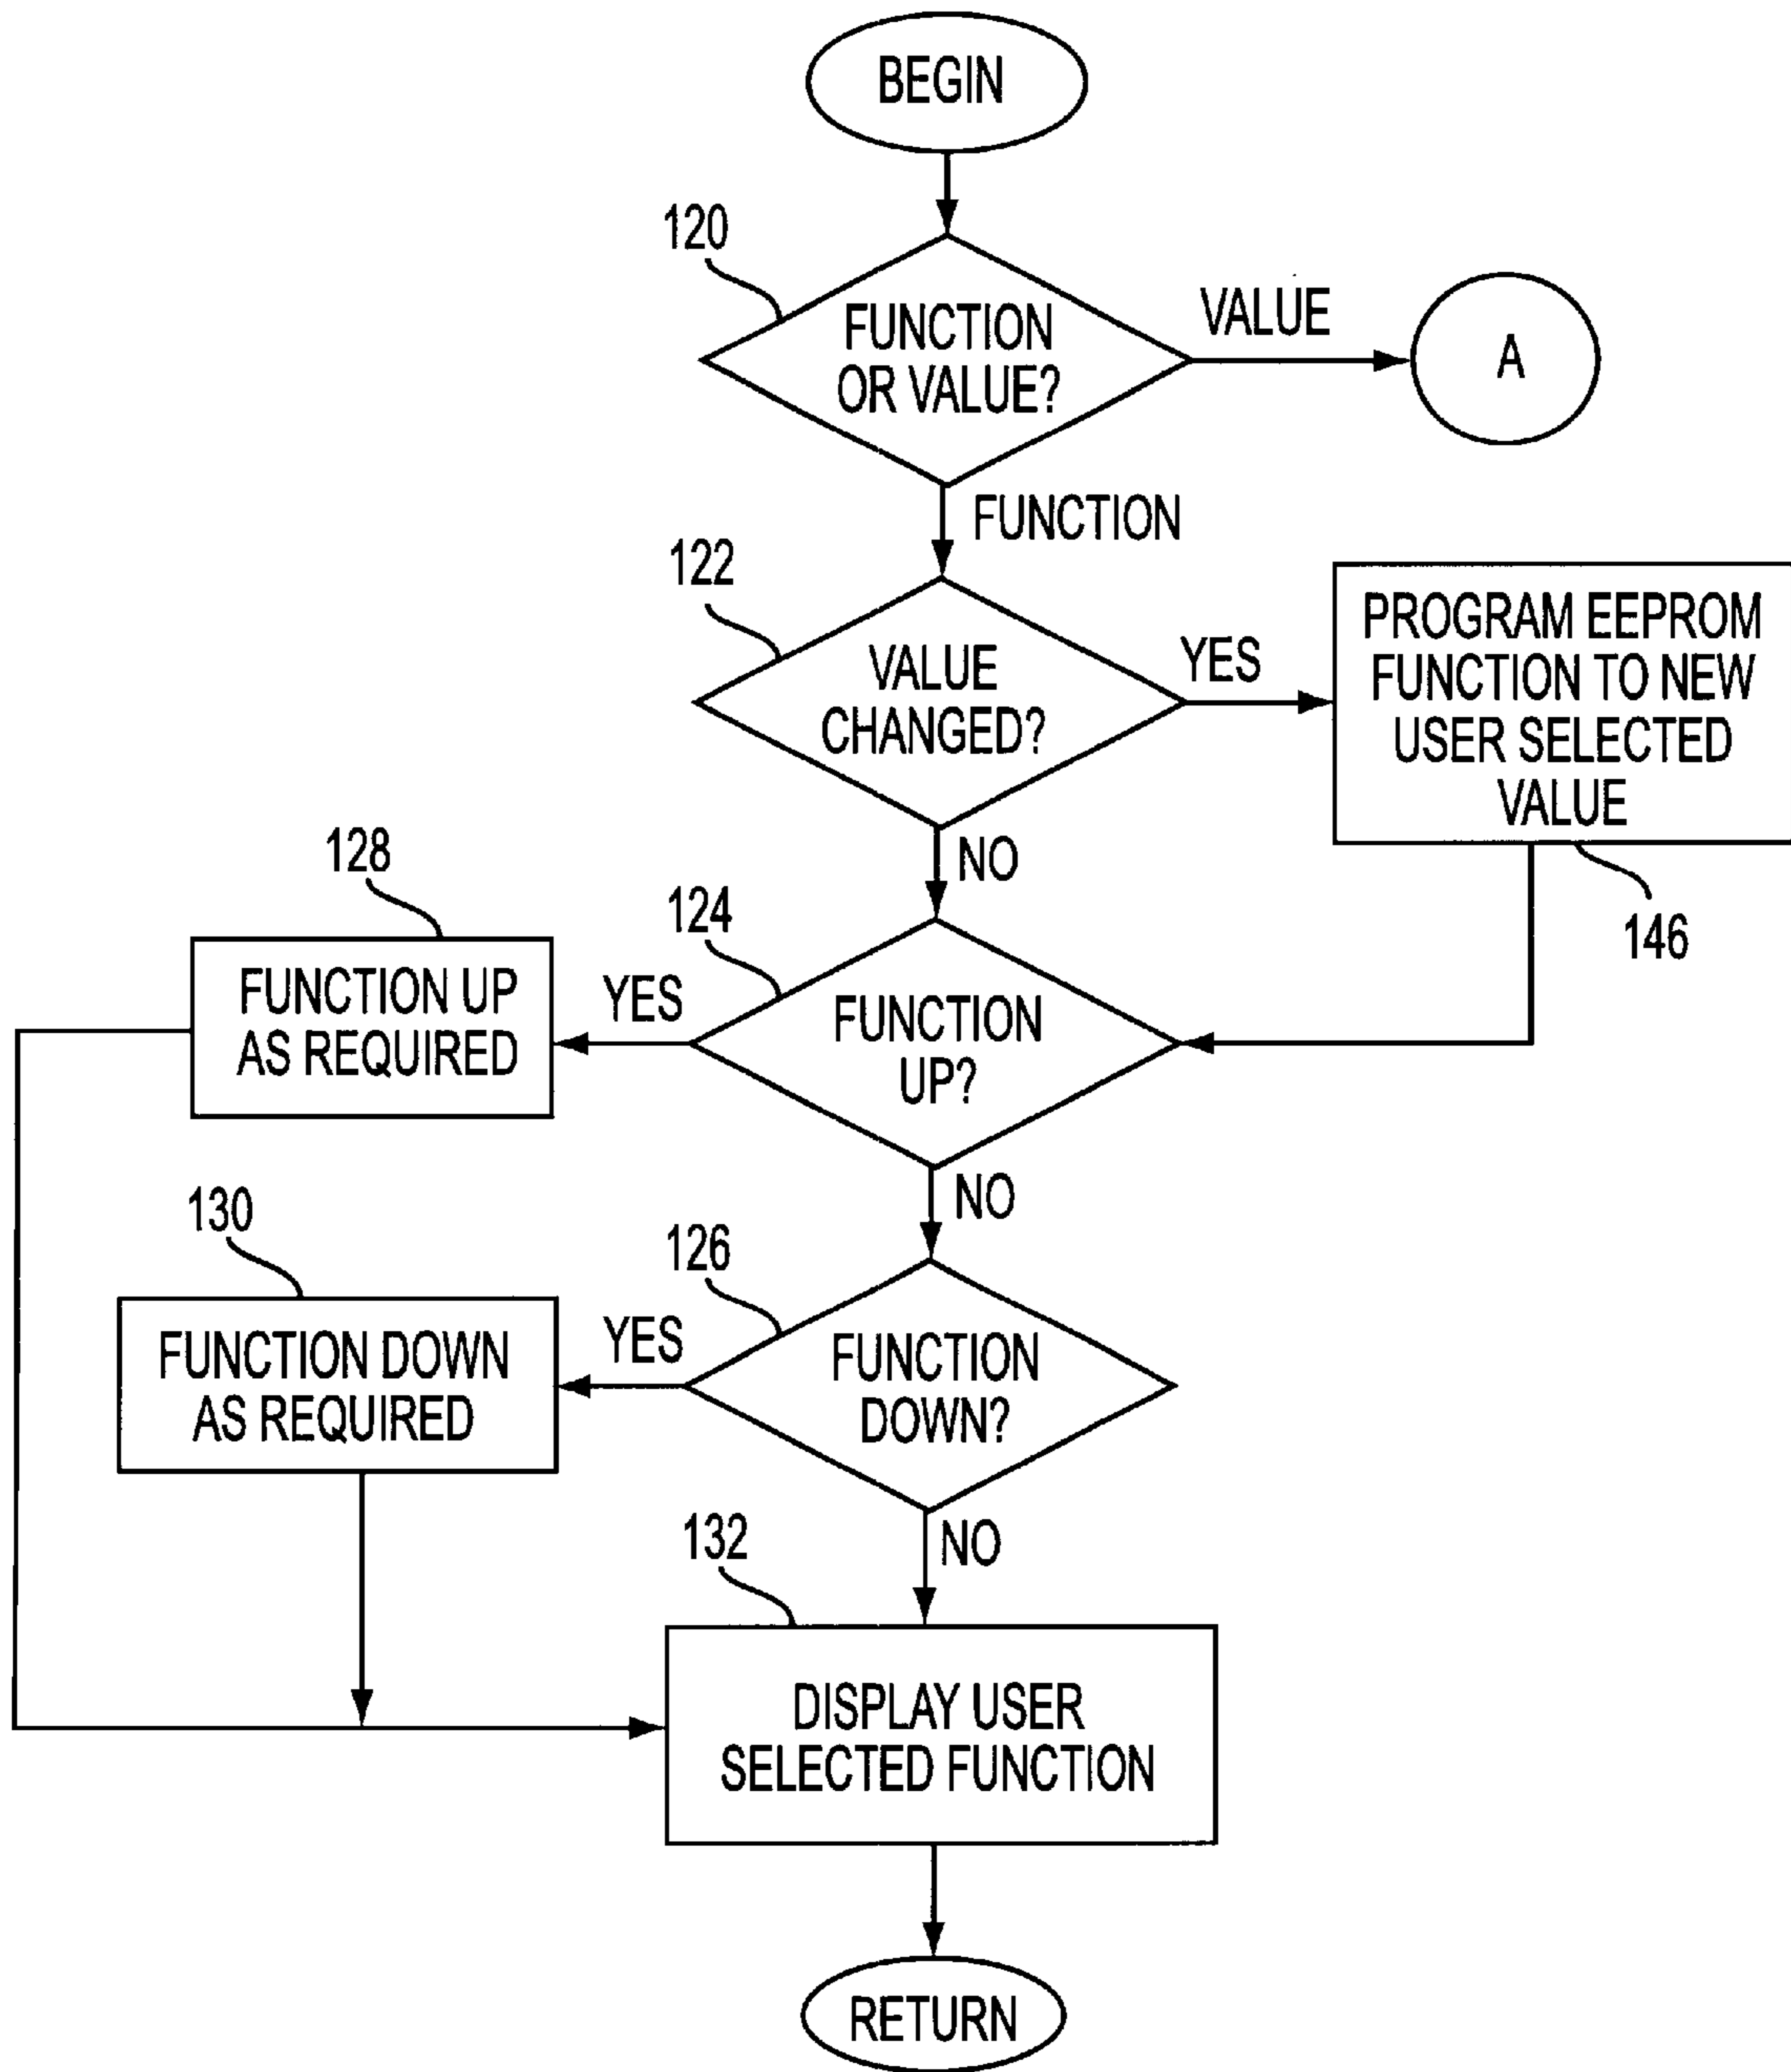 BEGIN
120
FUNCTION
OR VALUE?
VALUE
A
FUNCTION
122
VALUE
CHANGED?
YES
PROGRAM EEPROM
FUNCTION TO NEW
USER SELECTED
VALUE
146
NO
128
FUNCTION UP
AS REQUIRED
YES
124
FUNCTION
UP?
NO
130
FUNCTION DOWN
AS REQUIRED
YES
126
FUNCTION
DOWN?
NO
132
DISPLAY USER
SELECTED FUNCTION
RETURN